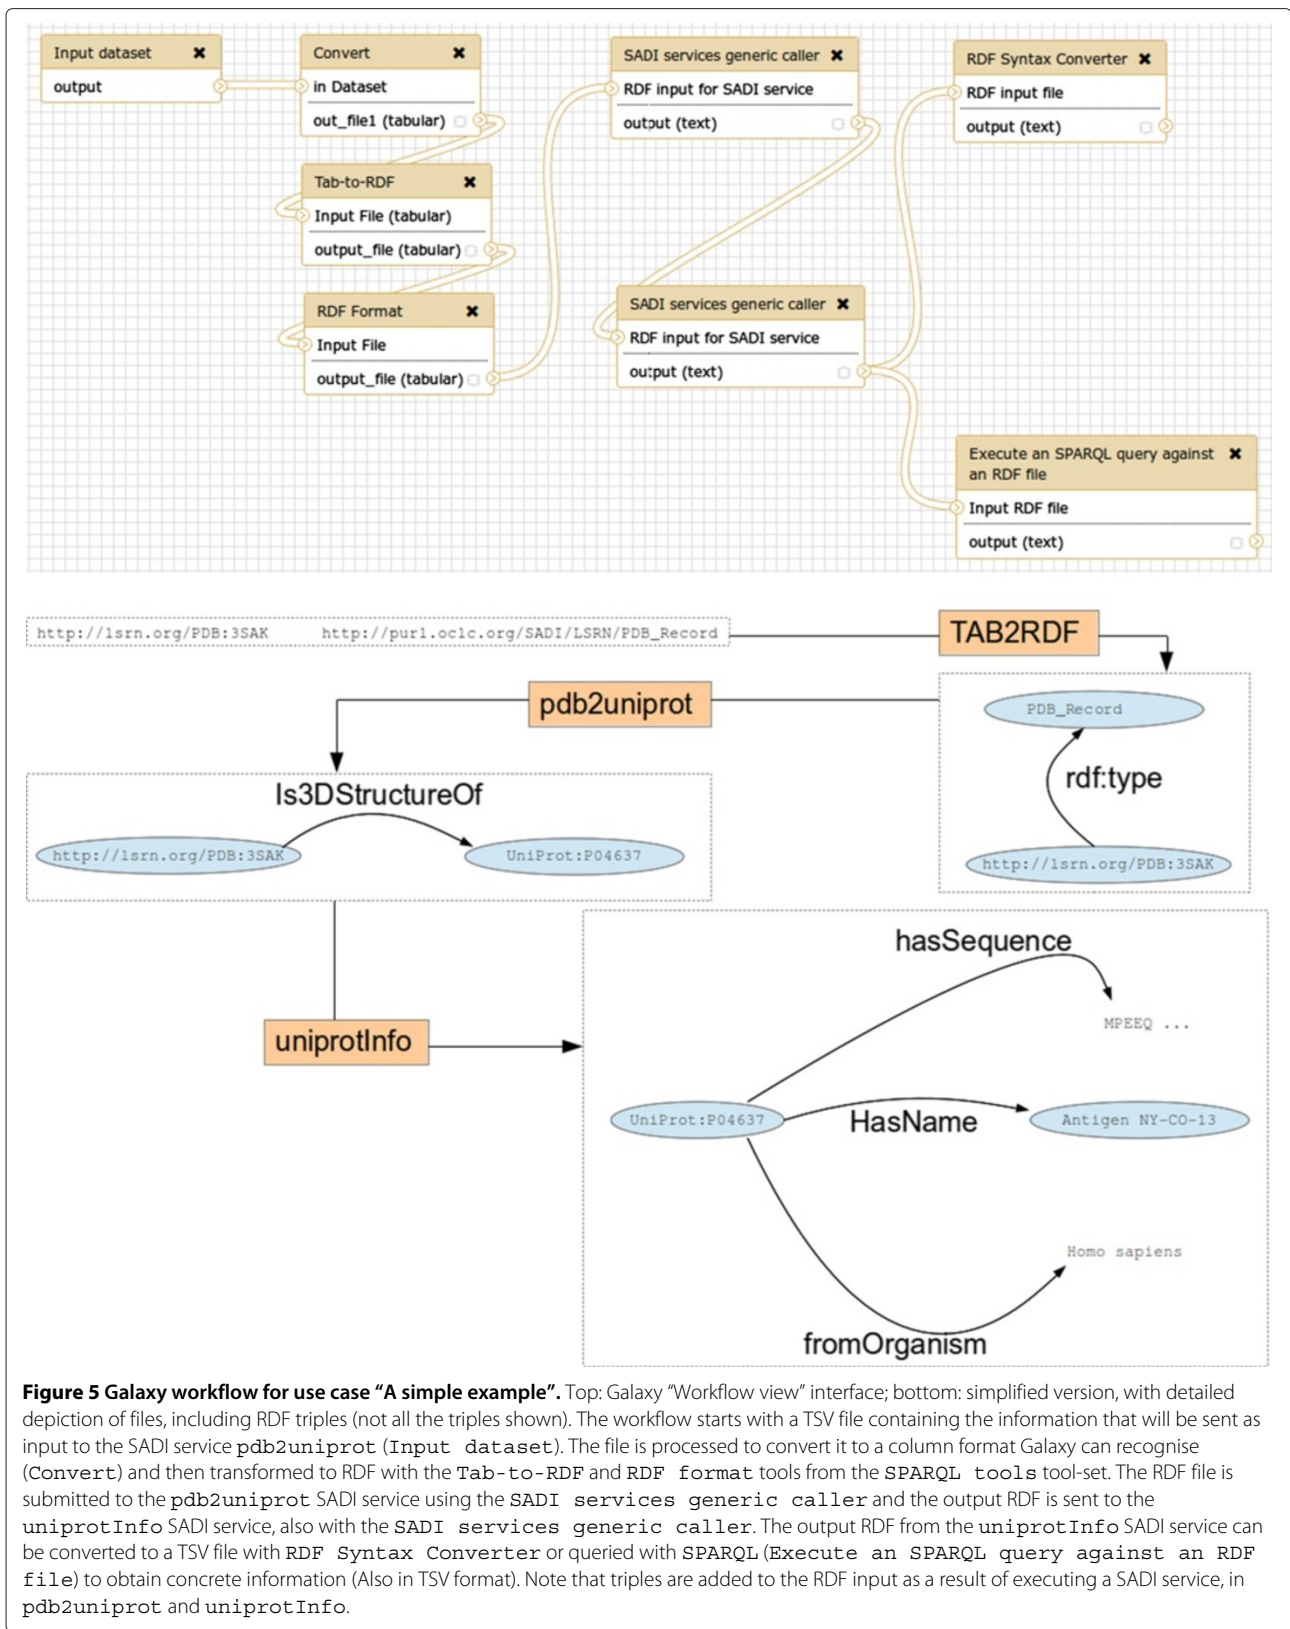 Input dataset ✖
output
Convert ✖
in Dataset
out_file1 (tabular)
Tab-to-RDF ✖
Input File (tabular)
output_file (tabular)
RDF Format ✖
Input File
output_file (tabular)
SADI services generic caller ✖
RDF input for SADI service
output (text)
SADI services generic caller ✖
RDF input for SADI service
output (text)
RDF Syntax Converter ✖
RDF input file
output (text)
Execute an SPARQL query against ✖
an RDF file
Input RDF file
output (text)
http://lsrn.org/PDB:3SAK http://purl.oclc.org/SADI/LSRN/PDB_Record
TAB2RDF
pdb2uniprot
PDB_Record
rdf:type
http://lsrn.org/PDB:3SAK
Is3DStructureOf
http://lsrn.org/PDB:3SAK
UniProt:P04637
uniprotInfo
hasSequence
MPEEQ ...
UniProt:P04637
HasName
Antigen NY-CO-13
Homo sapiens
fromOrganism
Figure 5 Galaxy workflow for use case “A simple example”. Top: Galaxy “Workflow view” interface; bottom: simplified version, with detailed
depiction of files, including RDF triples (not all the triples shown). The workflow starts with a TSV file containing the information that will be sent as
input to the SADI service pdb2uniprot (Input dataset). The file is processed to convert it to a column format Galaxy can recognise
(Convert) and then transformed to RDF with the Tab-to-RDF and RDF format tools from the SPARQL tools tool-set. The RDF file is
submitted to the pdb2uniprot SADI service using the SADI services generic caller and the output RDF is sent to the
uniprotInfo SADI service, also with the SADI services generic caller. The output RDF from the uniprotInfo SADI service can
be converted to a TSV file with RDF Syntax Converter or queried with SPARQL (Execute an SPARQL query against an RDF
file) to obtain concrete information (Also in TSV format). Note that triples are added to the RDF input as a result of executing a SADI service, in
pdb2uniprot and uniprotInfo.